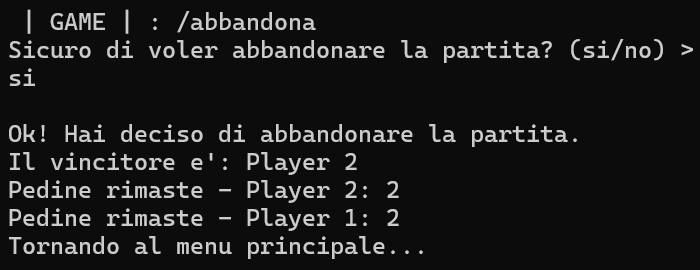 | GAME | : /abbandona
Sicuro di voler abbandonare la partita? (si/no) >
si
Ok! Hai deciso di abbandonare la partita.
Il vincitore e': Player 2
Pedine rimaste - Player 2: 2
Pedine rimaste - Player 1: 2
Tornando al menu principale...